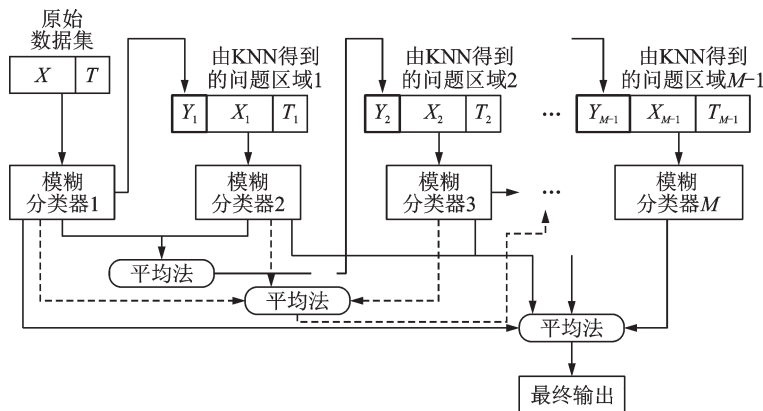 原始
数据集
X T
由KNN得到
的问题区域1
Y₁ X₁ T₁
由KNN得到
的问题区域2
Y₂ X₂ T₂
...
由KNN得到
的问题区域M-1
Y_{M-1} X_{M-1} T_{M-1}
模糊
分类器1
模糊
分类器2
模糊
分类器3
...
模糊
分类器M
平均法
平均法
平均法
最终输出